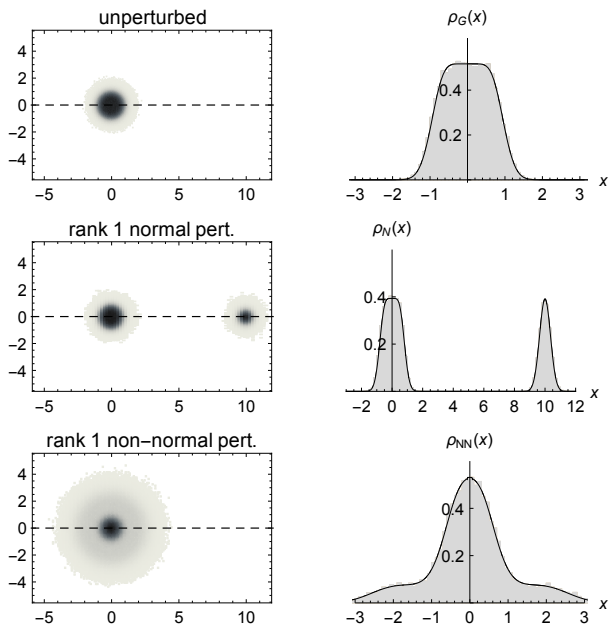 unperturbed
4
2
0
−2
−4
−5 0 5 10
ρG(x)
0.4
0.2
−3 −2 −1 0 1 2 3 x
rank 1 normal pert.
4
2
0
−2
−4
−5 0 5 10
ρN(x)
0.4
0.2
−2 0 2 4 6 8 10 12 x
rank 1 non−normal pert.
4
2
0
−2
−4
−5 0 5 10
ρNN(x)
0.4
0.2
−3 −2 −1 0 1 2 3 x